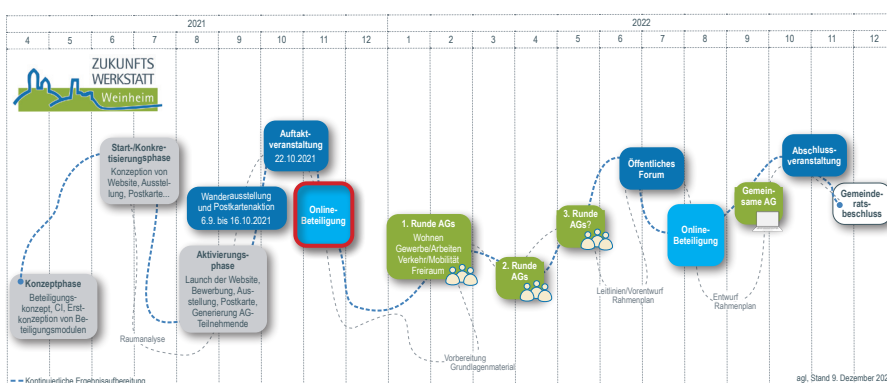 2021
2022
4 5 6 7 8 9 10 11 12 1 2 3 4 5 6 7 8 9 10 11 12
ZUKUNFTS
WERKSTATT
Weinheim
Start-/Konkre-
tisierungsphase
Konzeption von
Website, Ausstel-
lung, Postkarte...
Konzeptphase
Beteiligungs-
konzept, CI, Erst-
konzeption von Be-
teiligungsmodulen
Raumanalyse
Wanderausstellung
und Postkartenaktion
6.9. bis 16.10.2021
Aktivierungs-
phase
Launch der Website,
Bewerbung, Aus-
stellung, Postkarte,
Generierung AG-
Teilnehmende
Auftakt-
veranstaltung
22.10.2021
Online-
Beteiligung
1. Runde AGs
Wohnen
Gewerbe/Arbeiten
Verkehr/Mobilität
Freiraum
Vorbereitung
Grundlagenmaterial
2. Runde
AGs
3. Runde
AGs?
Leitlinien/Vorentwurf
Rahmenplan
Öffentliches
Forum
Online-
Beteiligung
Entwurf
Rahmenplan
Gemein-
same AG
Abschluss-
veranstaltung
Gemeinde-
rats-
beschluss
Kontinuierliche Ergebnisaufbereitung
agl, Stand 9. Dezember 202